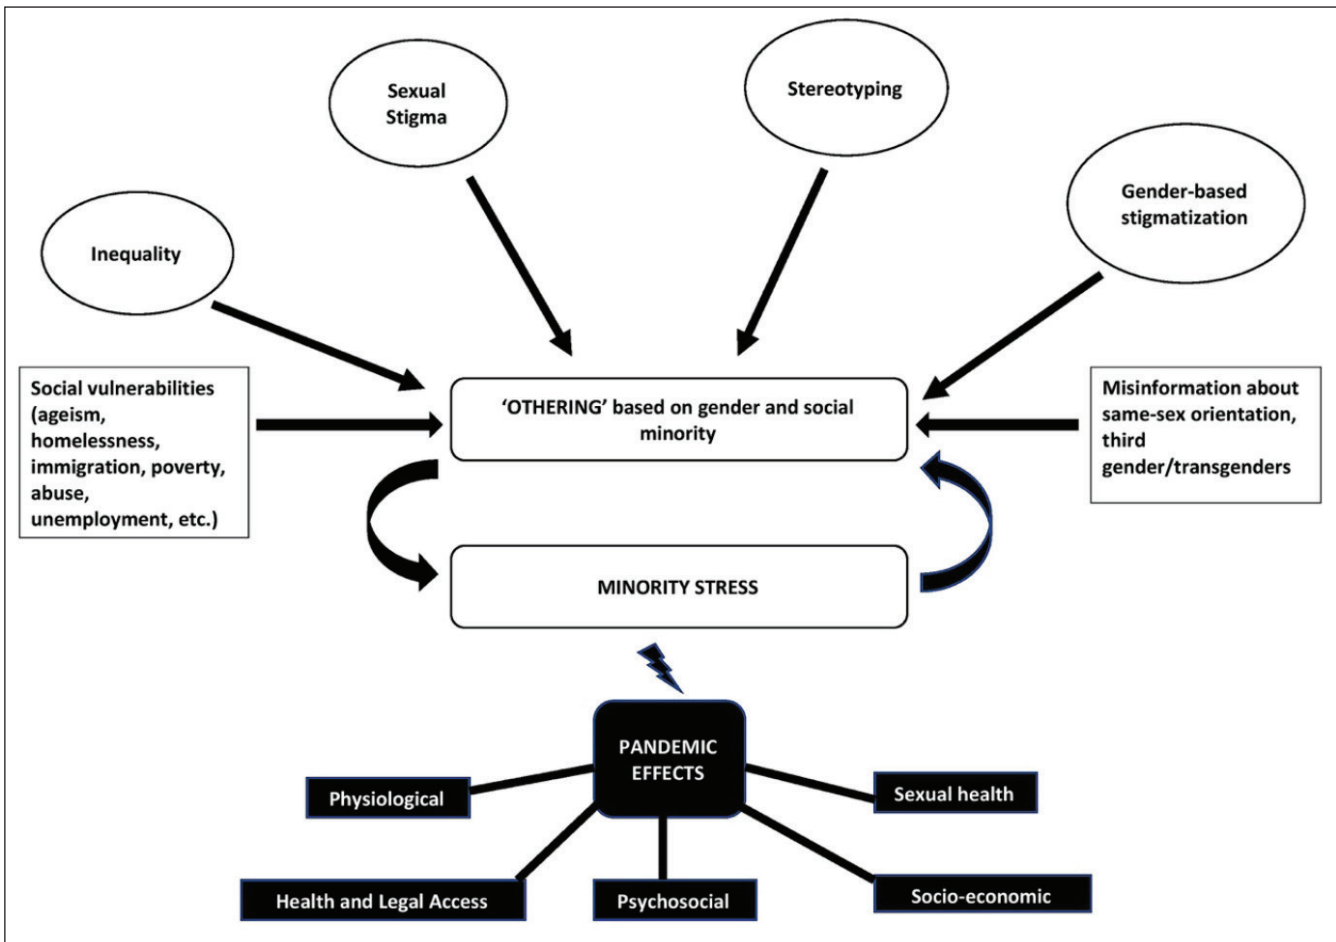 Sexual
Stigma
Stereotyping
Gender-based
stigmatization
Inequality
Social vulnerabilities
(ageism,
homelessness,
immigration, poverty,
abuse,
unemployment, etc.)
‘OTHERING’ based on gender and social
minority
Misinformation about
same-sex orientation,
third
gender/transgenders
MINORITY STRESS
PANDEMIC
EFFECTS
Physiological
Sexual health
Health and Legal Access
Psychosocial
Socio-economic